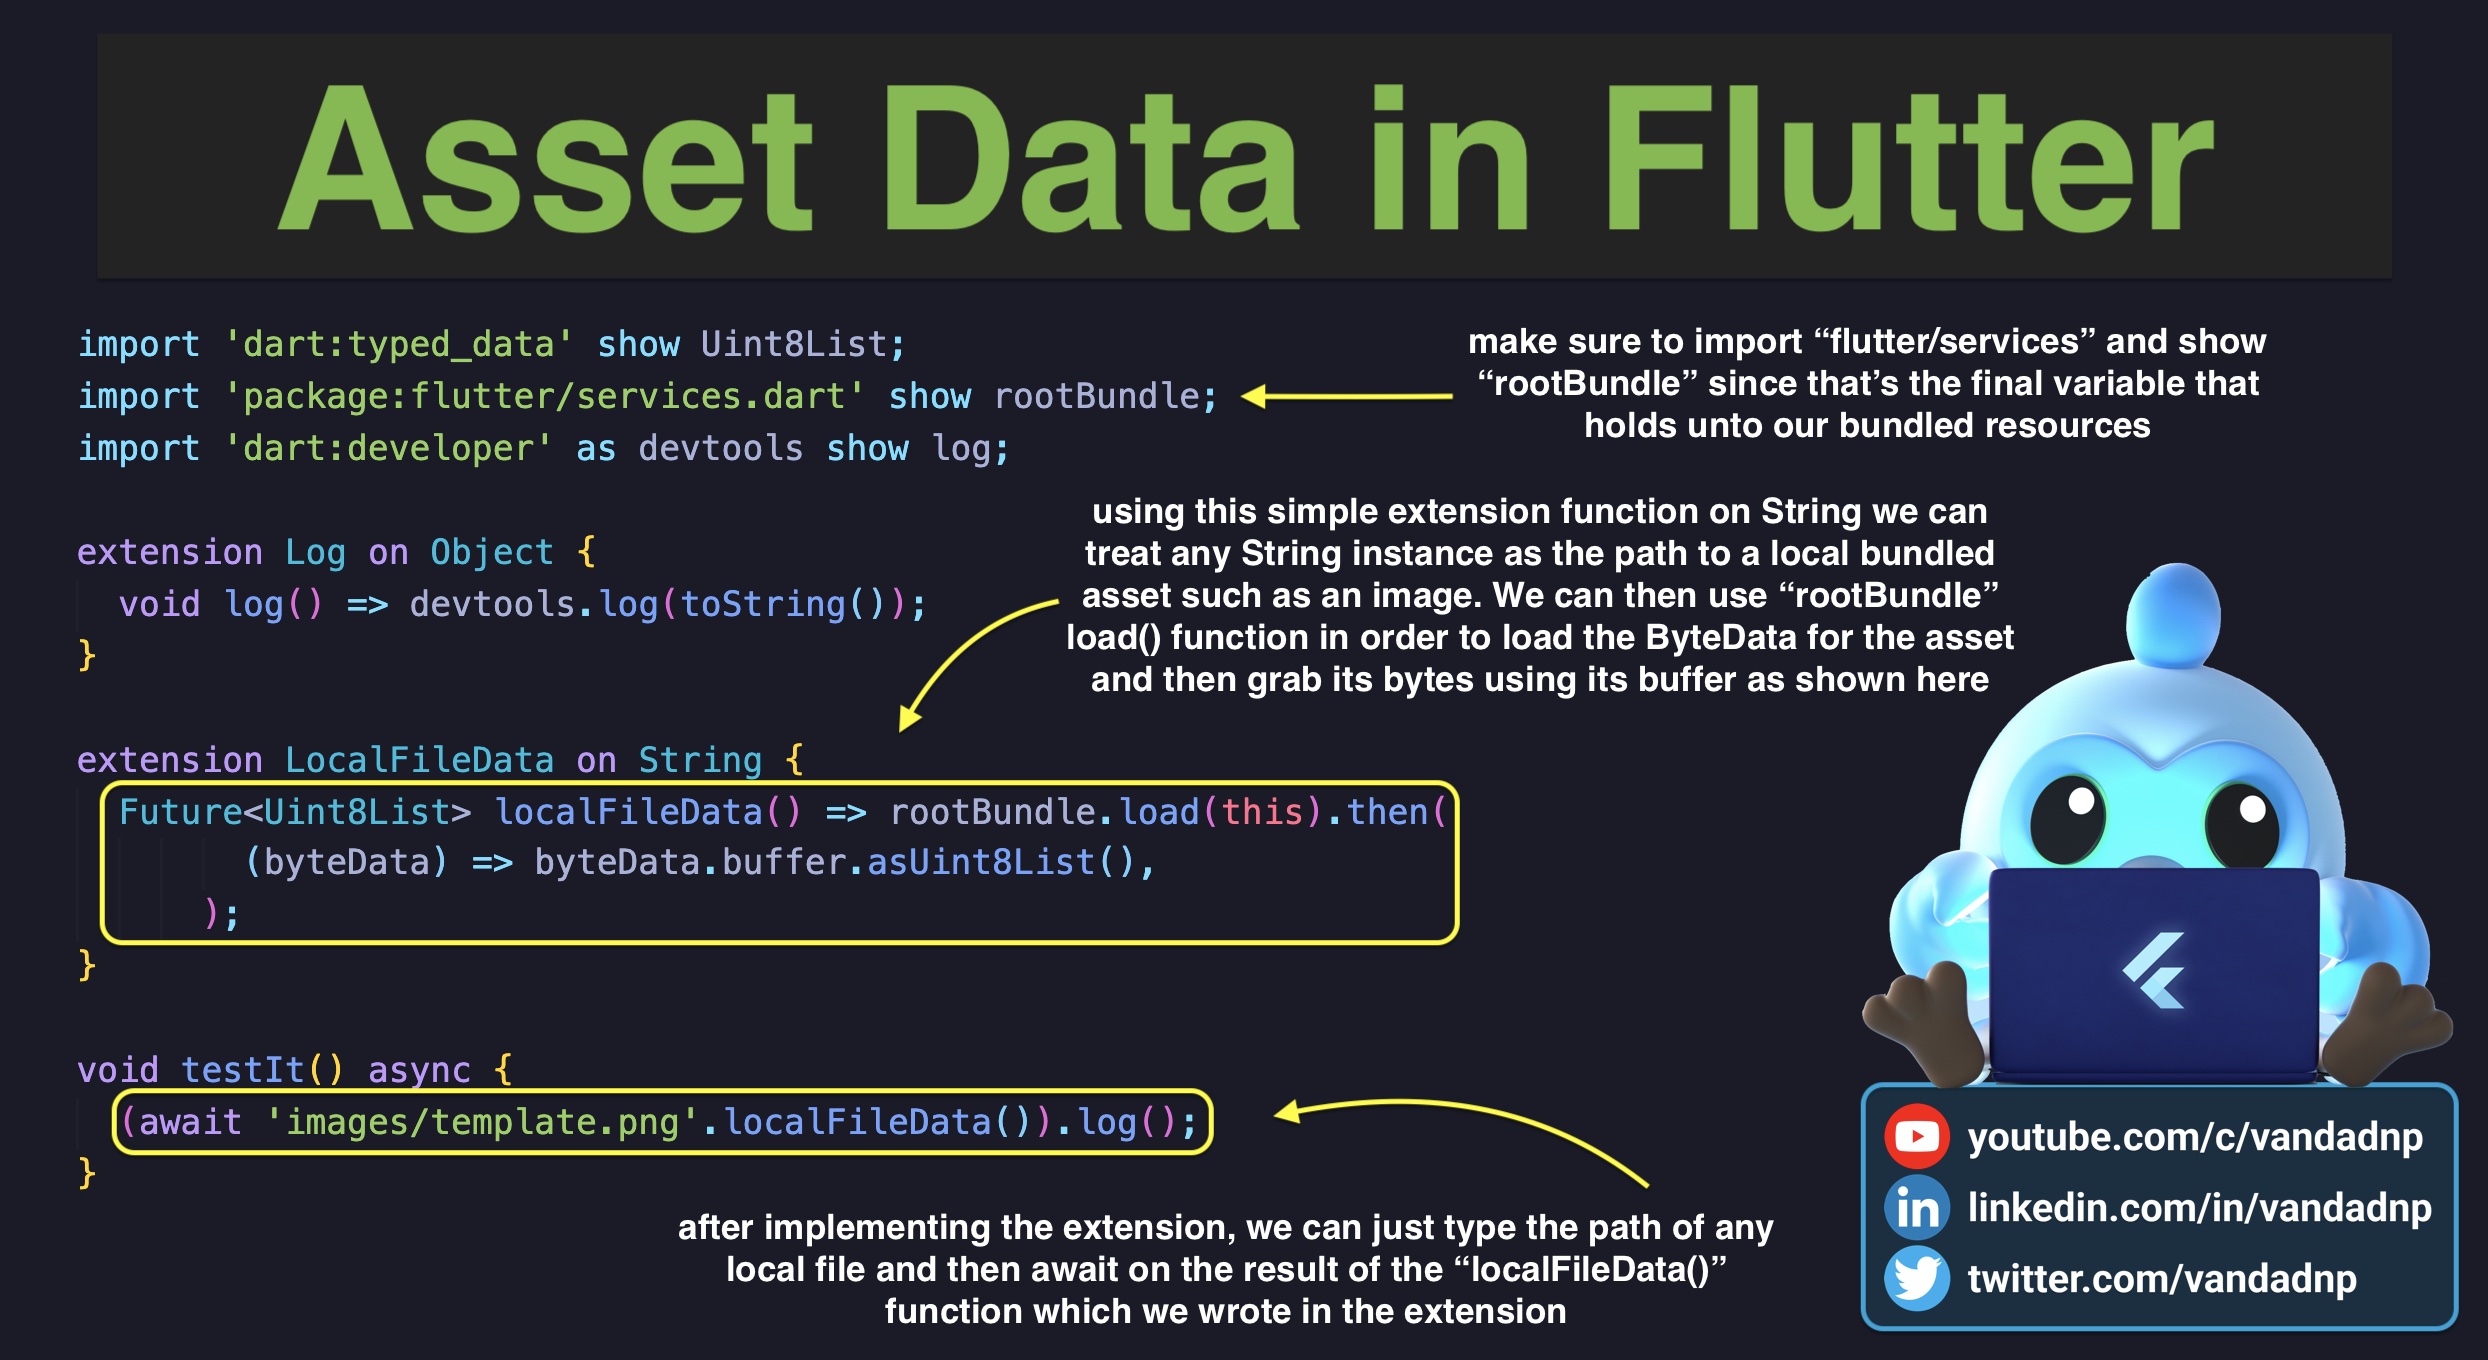 Asset Data in Flutter
import 'dart:typed_data' show Uint8List;
import 'package:flutter/services.dart' show rootBundle;
import 'dart:developer' as devtools show log;
make sure to import “flutter/services” and show
“rootBundle” since that’s the final variable that
holds unto our bundled resources
extension Log on Object {
  void log() => devtools.log(toString());
}
using this simple extension function on String we can
treat any String instance as the path to a local bundled
asset such as an image. We can then use “rootBundle”
load() function in order to load the ByteData for the asset
and then grab its bytes using its buffer as shown here
extension LocalFileData on String {
  Future<Uint8List> localFileData() => rootBundle.load(this).then(
        (byteData) => byteData.buffer.asUint8List(),
      );
}
void testIt() async {
  (await 'images/template.png'.localFileData()).log();
}
after implementing the extension, we can just type the path of any
local file and then await on the result of the “localFileData()”
function which we wrote in the extension
youtube.com/c/vandadnp
in linkedin.com/in/vandadnp
twitter.com/vandadnp